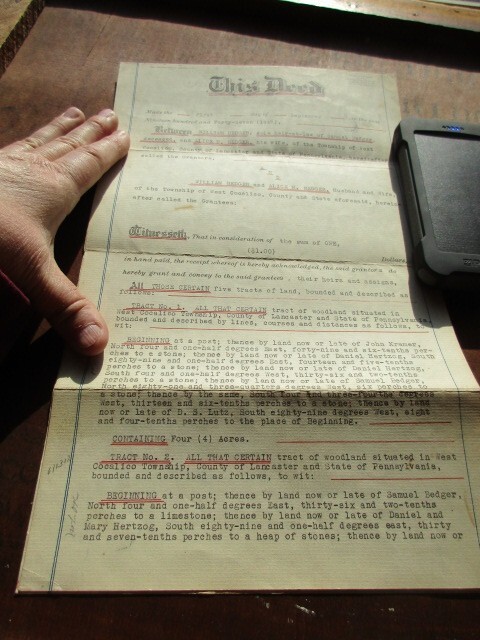 This Deed
Between
WILLIAM and Husband and Wife,
of the Township of West Cocalico, County and State aforesaid, herein-
after called the Grantees.
Witnesseth, That in consideration of the sum of ONE,
($1.00) Dollars,
in hand paid, the receipt whereof is hereby acknowledged, the said grantors do
hereby grant and convey to the said grantees their heirs and assigns,
ALL THOSE CERTAIN five tracts of land, bounded and described as
follows:
TRACT No. 1. ALL THAT CERTAIN tract of woodland situated in
West Cocalico Township, County of Lancaster and State of Pennsylvania,
bounded and described by lines, courses and distances as follows, to
wit:
BEGINNING at a post; thence by land now or late of John Kramer,
North four and one-half degrees East, forty-nine and six-tenths per-
ches to a stone; thence by land now or late of Daniel Hertzog, South
eighty-nine and one-half degrees East, fourteen and five-tenths
perches to a stone; thence by land now or late of Daniel Hertzog,
South four and one-half degrees West, thirty-six and two-tenths
perches to a stone; thence by land now or late of Samuel Dedger,
North eighty-nine and three-quarters degrees East, six perches to
a stone; thence by the same, South four and three-fourths degrees
West, thirteen and six-tenths perches to a stone; thence by land
now or late of D. S. Lutz, South eighty-nine degrees West, eight
and four-tenths perches to the place of Beginning.
CONTAINING Four (4) Acres.
TRACT No. 2. ALL THAT CERTAIN tract of woodland situated in West
Cocalico Township, County of Lancaster and State of Pennsylvania,
bounded and described as follows, to wit:
BEGINNING at a post; thence by land now or late of Samuel Dedger,
North four and one-half degrees East, thirty-six and two-tenths
perches to a limestone; thence by land now or late of Daniel and
Mary Hertzog, South eighty-nine and one-half degrees east, thirty
and seven-tenths perches to a heap of stones; thence by land now or